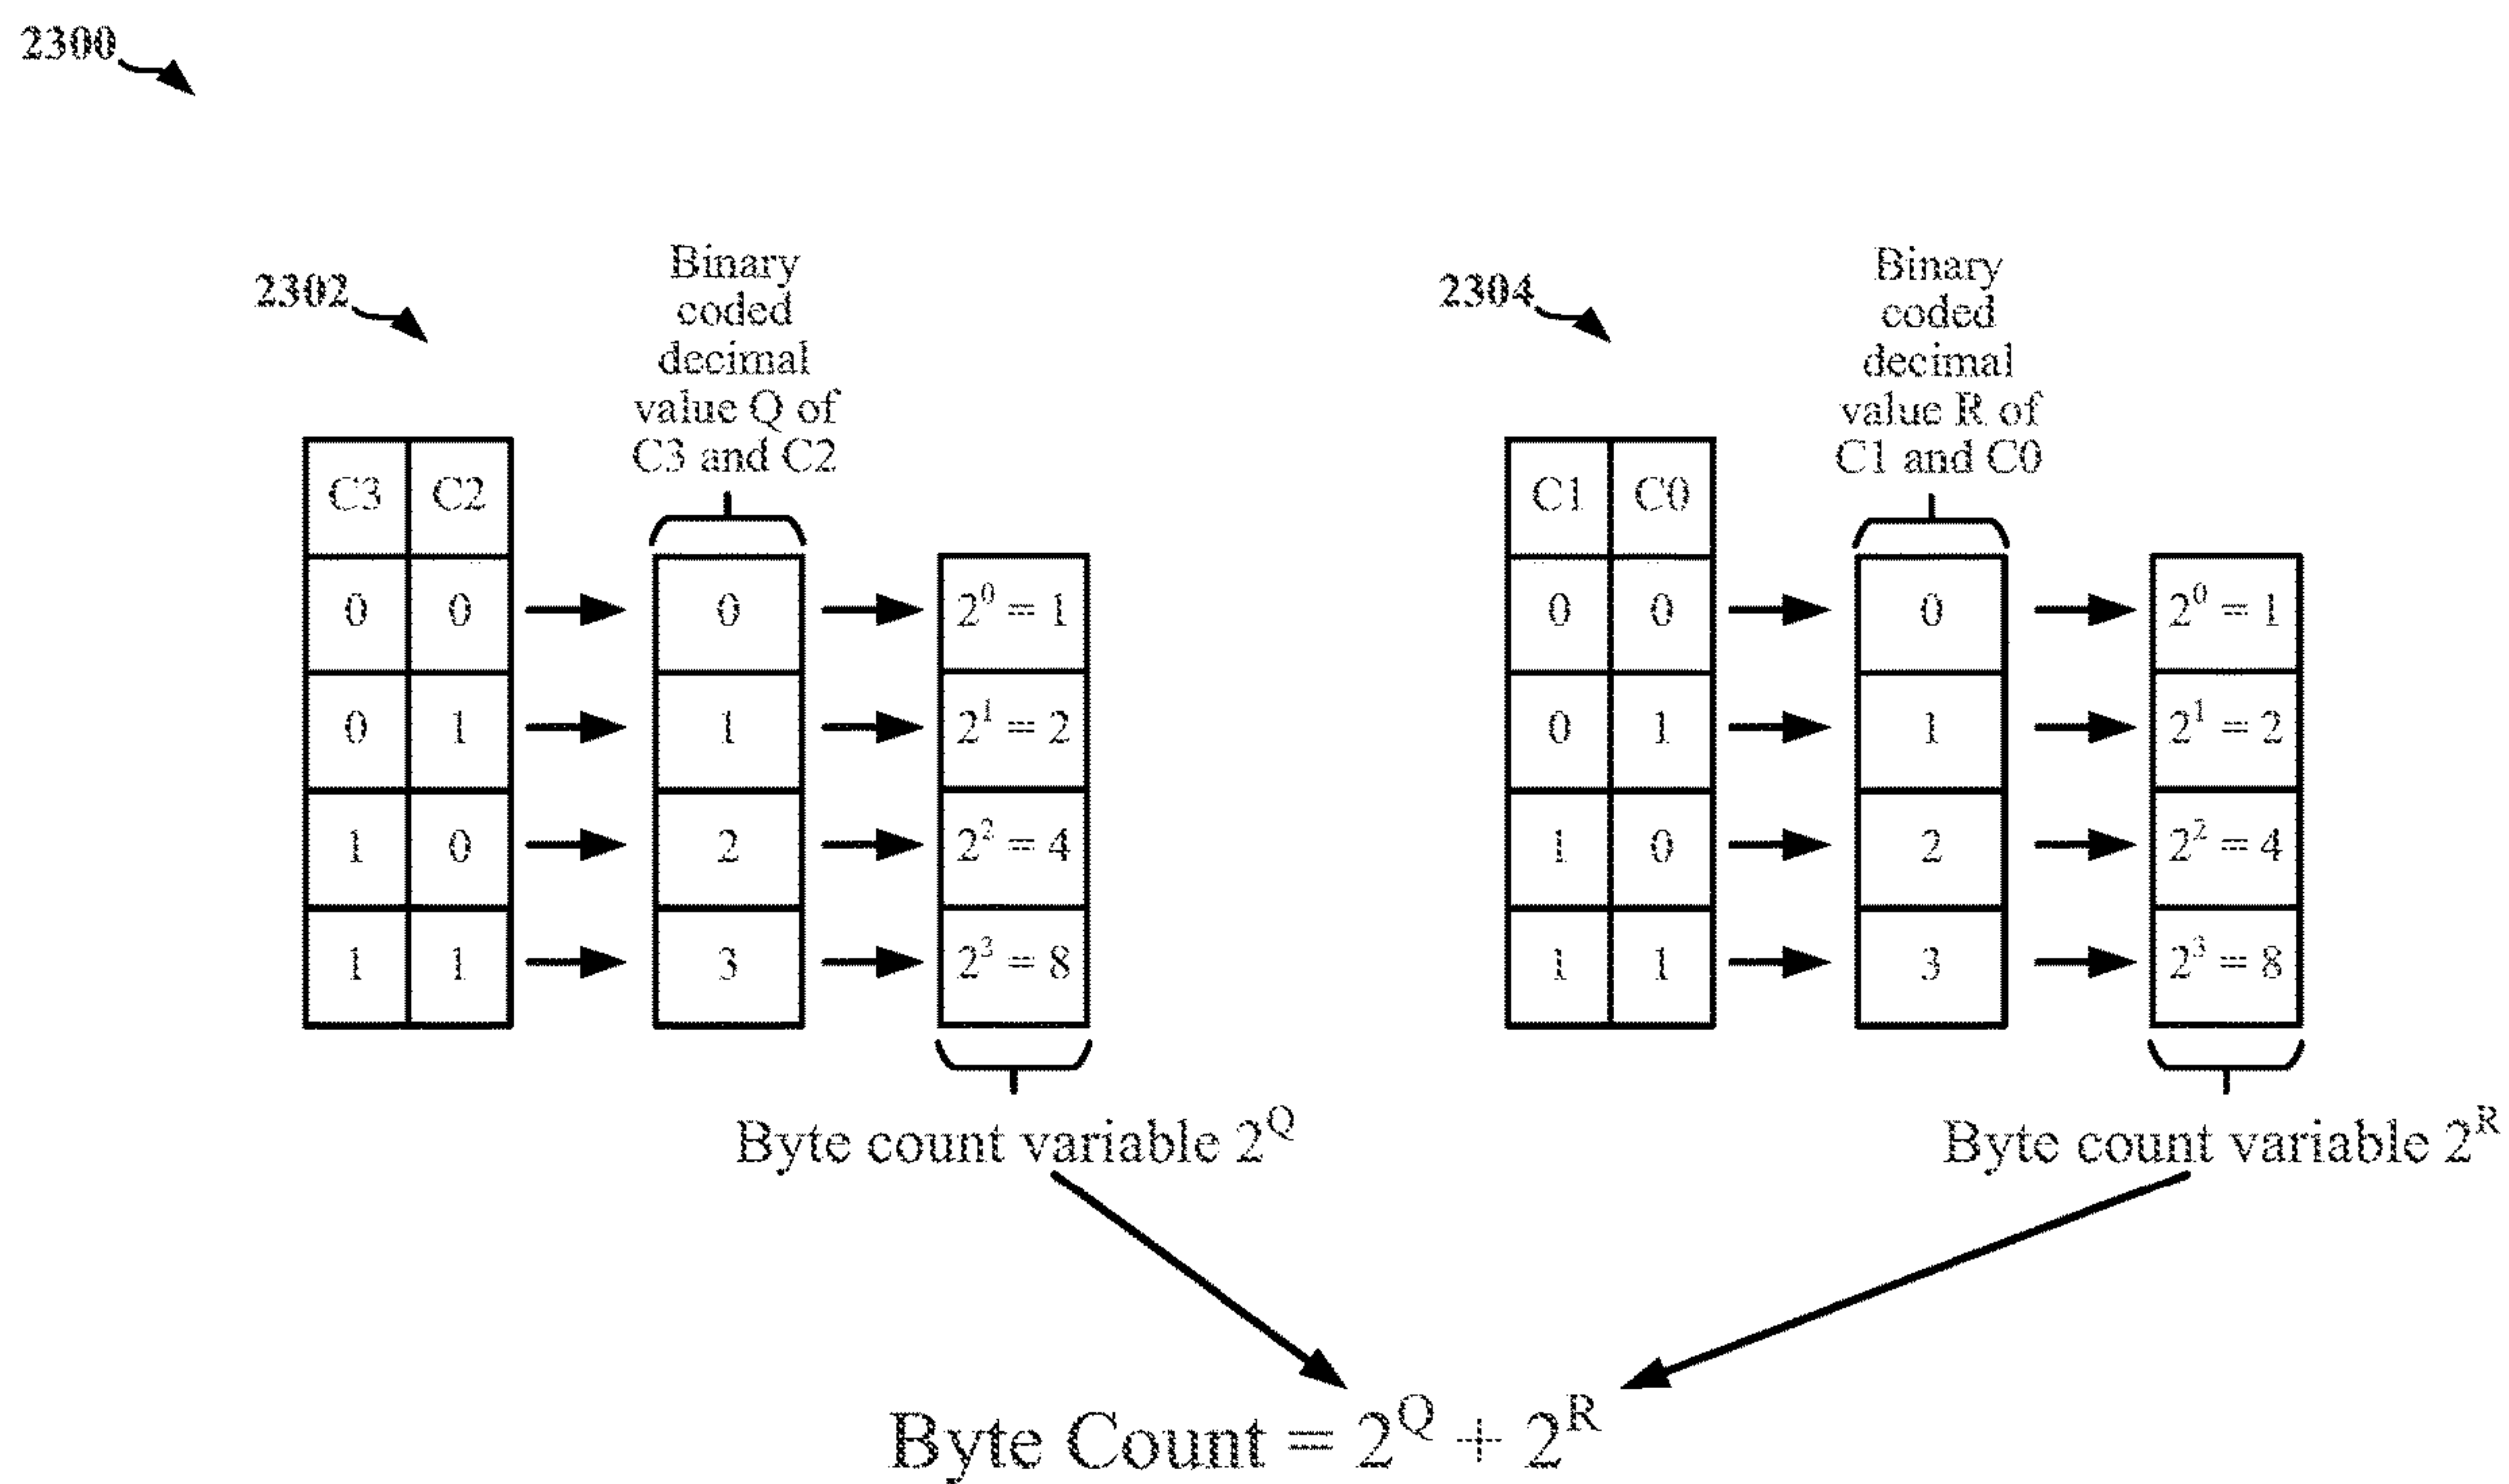 2300
2302
Binary
coded
decimal
value Q of
C3 and C2
C3 C2
0 0 0 2^0 = 1
0 1 1 2^1 = 2
1 0 2 2^2 = 4
1 1 3 2^3 = 8
Byte count variable 2^Q
2304
Binary
coded
decimal
value R of
C1 and C0
C1 C0
0 0 0 2^0 = 1
0 1 1 2^1 = 2
1 0 2 2^2 = 4
1 1 3 2^3 = 8
Byte count variable 2^R
Byte Count = 2^Q + 2^R